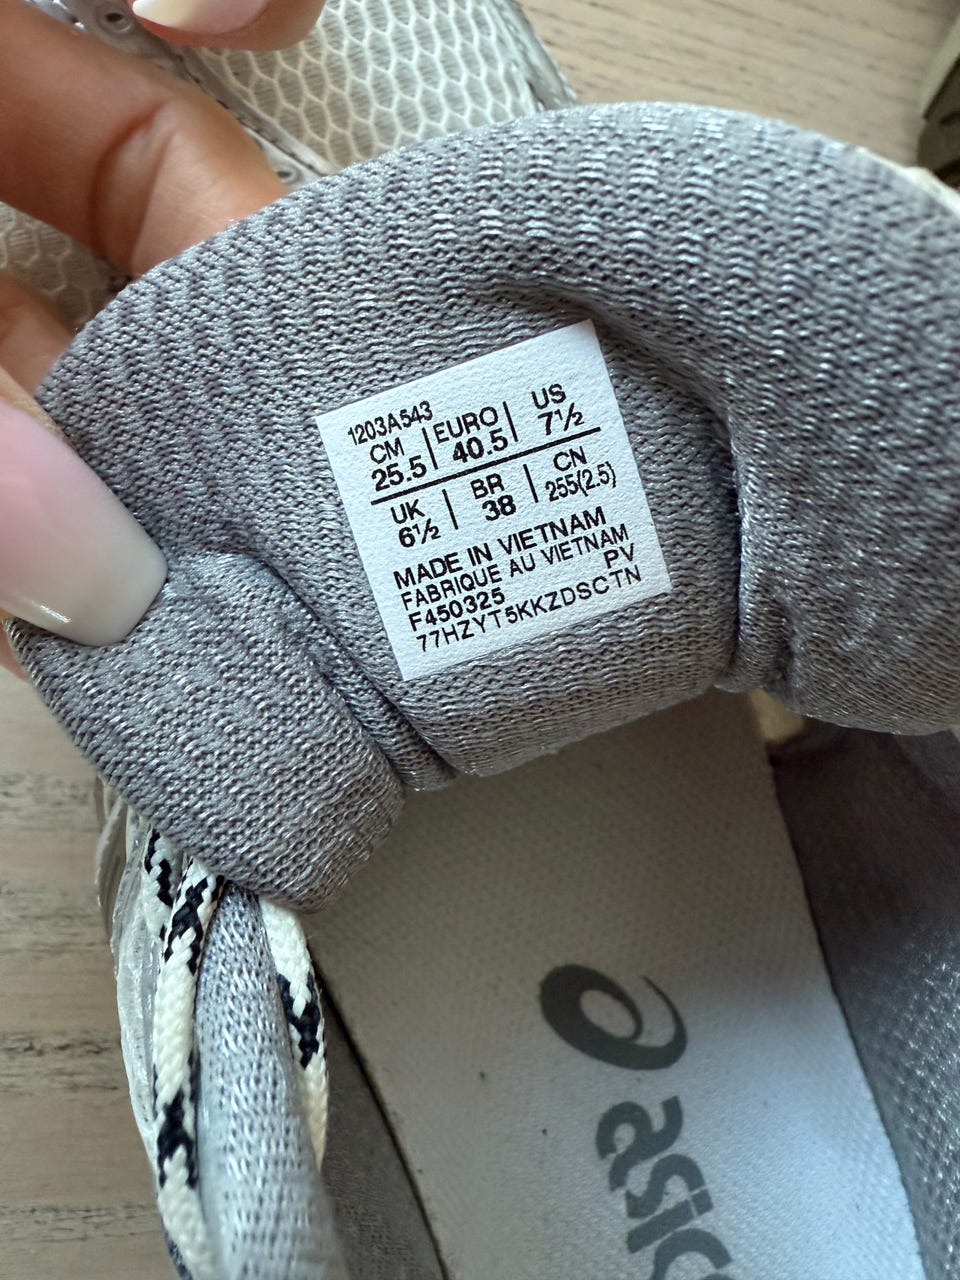 1203A543
CM | EURO | US
25.5 | 40.5 | 7½
UK | BR | CN
6½ | 38 | 255(2.5)
MADE IN VIETNAM
FABRIQUE AU VIETNAM
F450325 PV
77HZYT5KKZDSCTN
asic